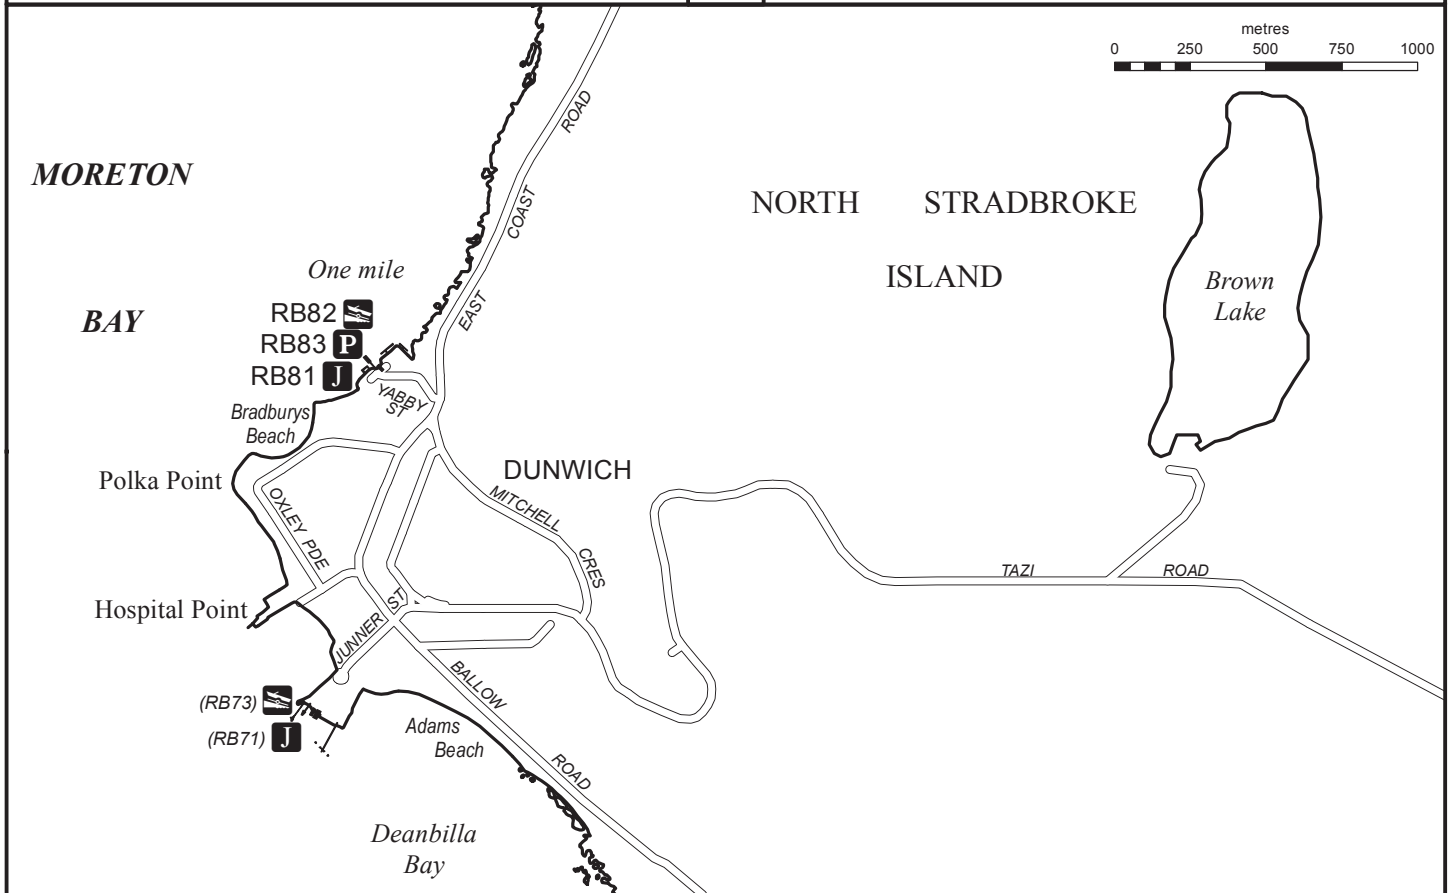 metres
0 250 500 750 1000
ROAD
MORETON
NORTH STRADBROKE
COAST
ISLAND
One mile
Brown
Lake
EAST
BAY
RB82
RB83 P
RB81 J
YABBY
ST
Bradburys
Beach
DUNWICH
Polka Point
MITCHELL
OXLEY PDE
CRES
TAZI ROAD
Hospital Point
ST
JUNNER
BALLOW
(RB73)
(RB71) J
Adams
Beach
ROAD
Deanbilla
Bay